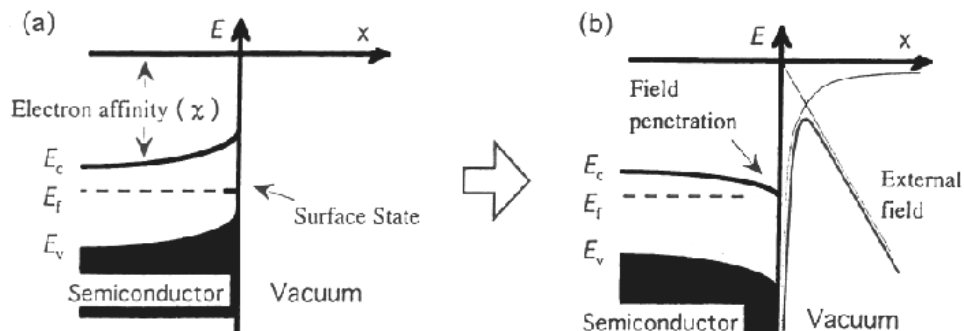 (a)
E
x
Electron affinity ( χ )
Ec
Ef
Surface State
Ev
Semiconductor
Vacuum
(b)
E
x
Field
penetration
Ec
Ef
External
field
Ev
Semiconductor
Vacuum